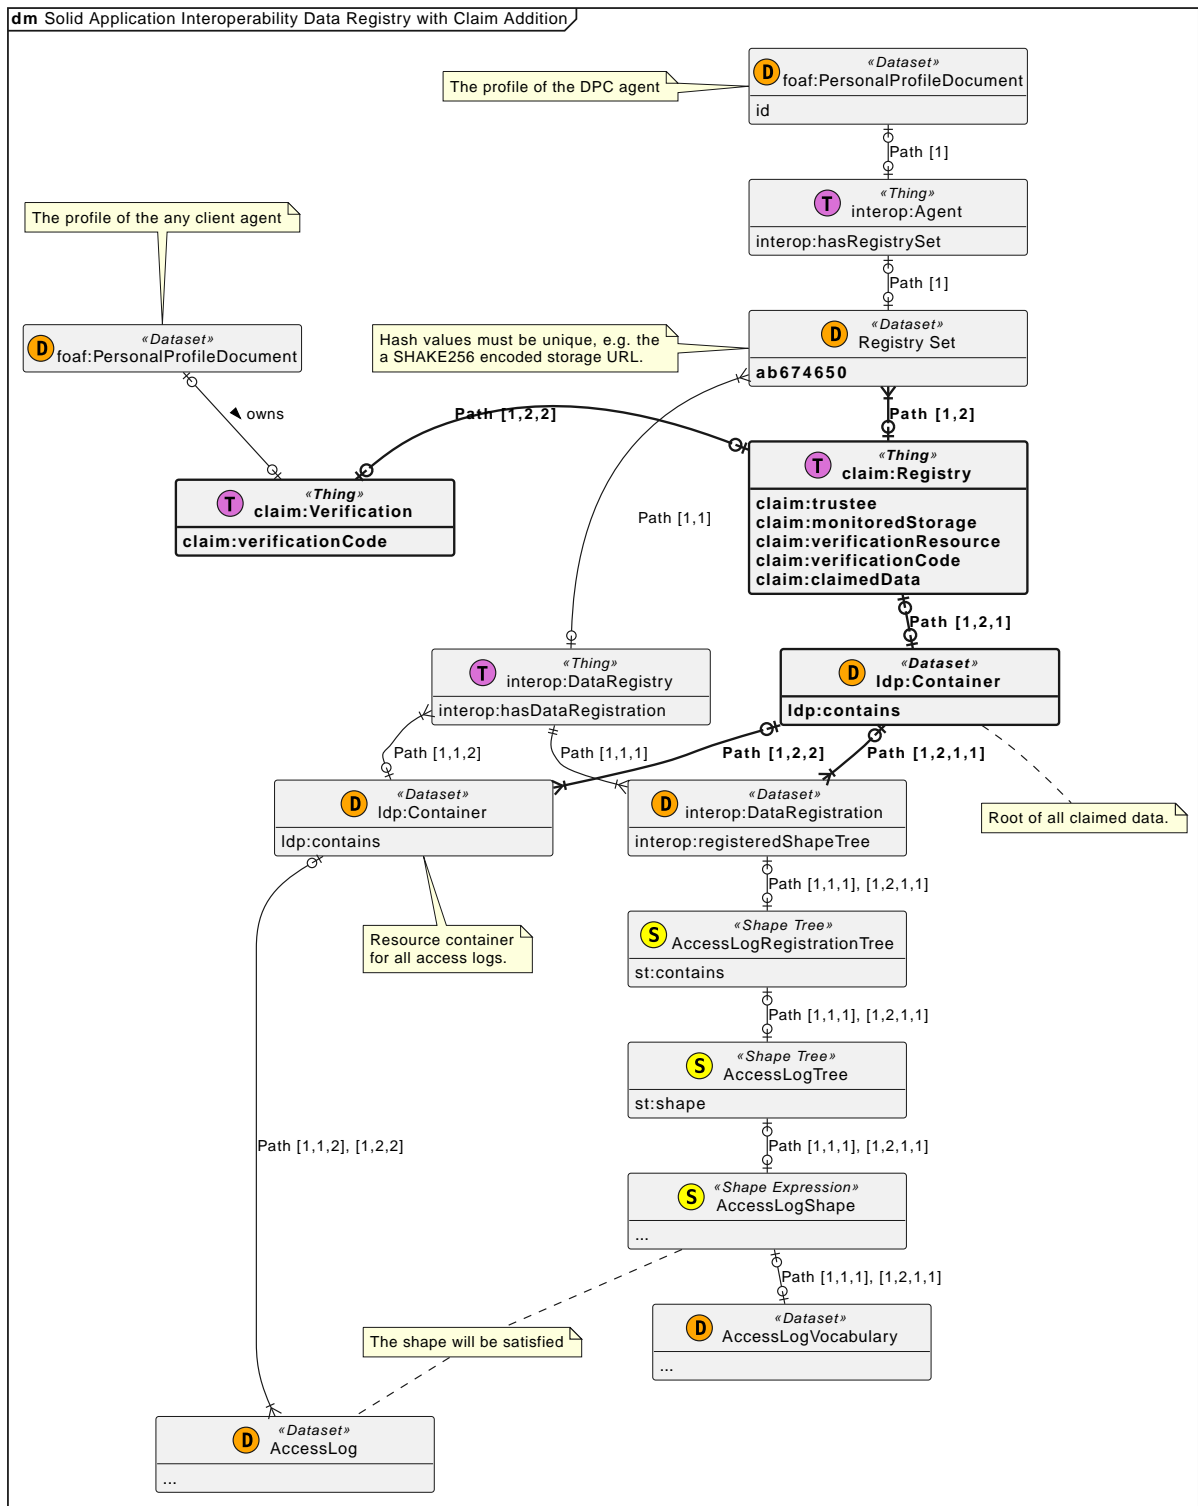 dm Solid Application Interoperability Data Registry with Claim Addition
The profile of the DPC agent
D
«Dataset»
foaf:PersonalProfileDocument
id
Path [1]
T
«Thing»
interop:Agent
interop:hasRegistrySet
Path [1]
The profile of the any client agent
D
«Dataset»
foaf:PersonalProfileDocument
Hash values must be unique, e.g. the
a SHAKE256 encoded storage URL.
D
«Dataset»
Registry Set
ab674650
owns
Path [1,2,2]
Path [1,2]
T
«Thing»
claim:Verification
claim:verificationCode
T
«Thing»
claim:Registry
claim:trustee
claim:monitoredStorage
claim:verificationResource
claim:verificationCode
claim:claimedData
Path [1,1]
Path [1,2,1]
T
«Thing»
interop:DataRegistry
interop:hasDataRegistration
D
«Dataset»
ldp:Container
ldp:contains
Path [1,1,2]
Path [1,1,1]
Path [1,2,2]
Path [1,2,1,1]
D
«Dataset»
ldp:Container
ldp:contains
D
«Dataset»
interop:DataRegistration
interop:registeredShapeTree
Root of all claimed data.
Path [1,1,1], [1,2,1,1]
Resource container
for all access logs.
S
«Shape Tree»
AccessLogRegistrationTree
st:contains
Path [1,1,1], [1,2,1,1]
S
«Shape Tree»
AccessLogTree
st:shape
Path [1,1,2], [1,2,2]
Path [1,1,1], [1,2,1,1]
S
«Shape Expression»
AccessLogShape
...
Path [1,1,1], [1,2,1,1]
The shape will be satisfied
D
«Dataset»
AccessLogVocabulary
...
D
«Dataset»
AccessLog
...